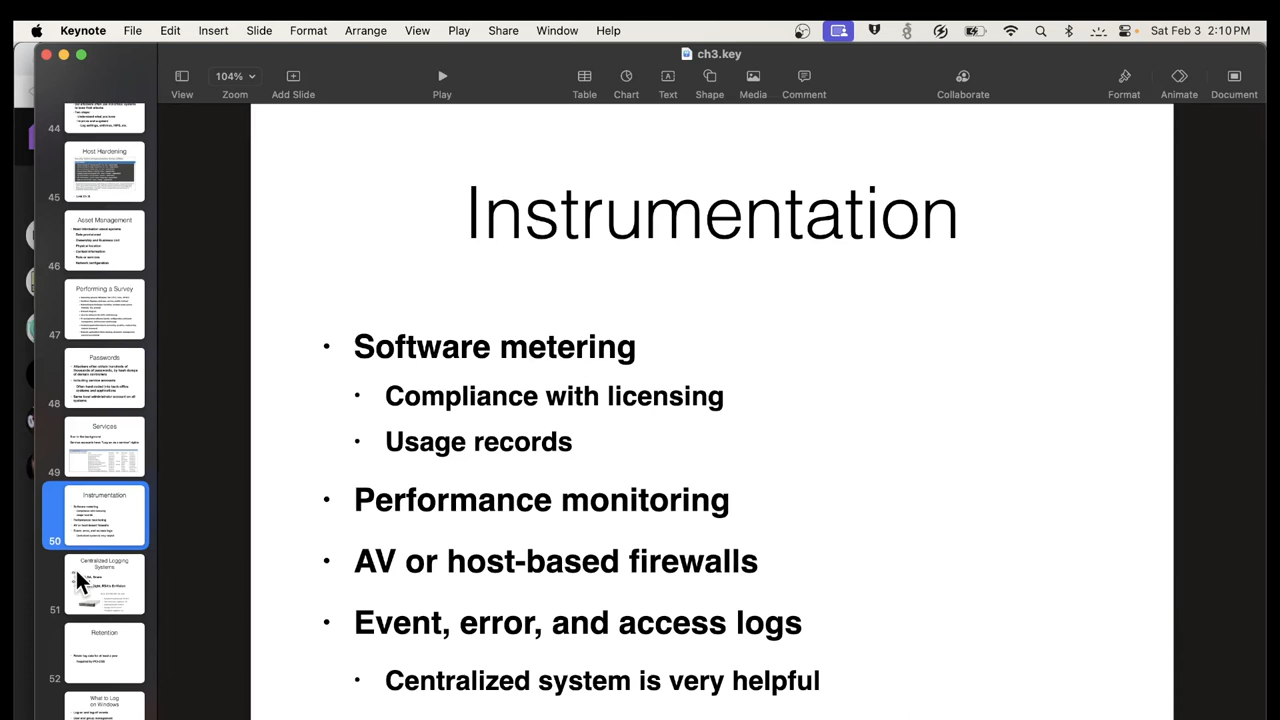 Keynote File Edit Insert Slide Format Arrange View Play Share Window Help Sat Feb 3 2:10 PM
ch3.key
104%
View Zoom Add Slide Play Table Chart Text Shape Media Comment Collaborate Format Animate Document
44
Host Hardening
45
Asset Management
46
Performing a Survey
47
Passwords
48
Services
49
Instrumentation
50
Centralized Logging
Systems
51
Retention
52
What to Log
on Windows
Instrumentation
• Software metering
• Compliance with licensing
• Usage records
• Performance monitoring
• AV or host-based firewalls
• Event, error, and access logs
• Centralized system is very helpful